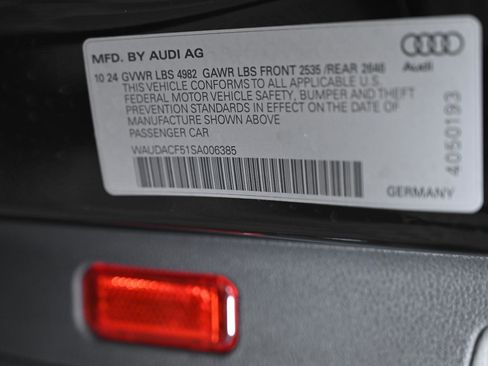 MFD. BY AUDI AG
Audi
10 24 GVWR LBS 4982 GAWR LBS FRONT 2535 /REAR 2646
THIS VEHICLE CONFORMS TO ALL APPLICABLE U.S.
FEDERAL MOTOR VEHICLE SAFETY, BUMPER AND THEFT
PREVENTION STANDARDS IN EFFECT ON THE DATE OF
MANUFACTURE SHOWN ABOVE
PASSENGER CAR
WAUDACF51SA006385
4050193
GERMANY